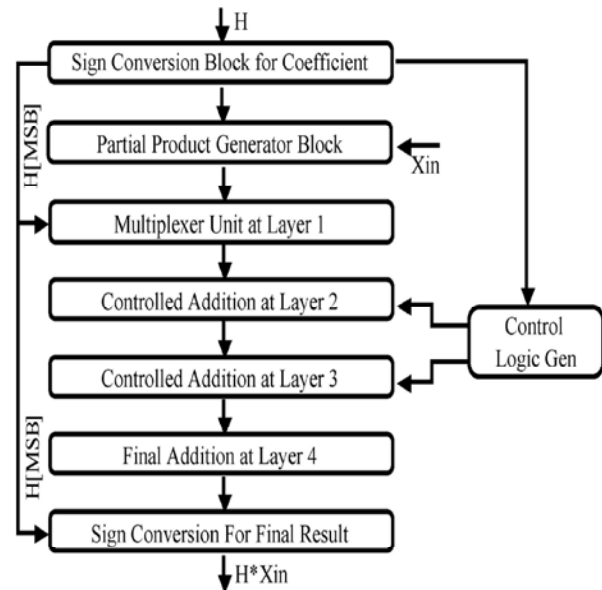 H
Sign Conversion Block for Coefficient
H[MSB]
Partial Product Generator Block
Xin
Multiplexer Unit at Layer 1
Controlled Addition at Layer 2
Control
Logic Gen
Controlled Addition at Layer 3
H[MSB]
Final Addition at Layer 4
Sign Conversion For Final Result
H*Xin